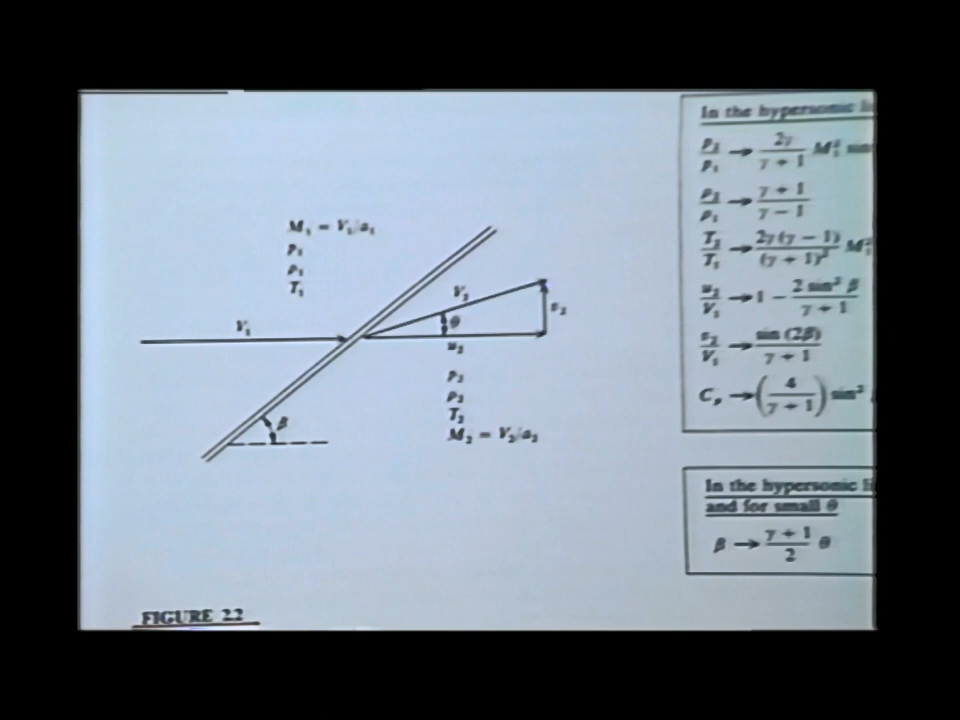 M₁ = V₁/a₁
p₁
ρ₁
T₁
V₁
V₂
θ
v₂
u₂
p₂
ρ₂
T₂
M₂ = V₂/a₂
β
FIGURE 2.2
In the hypersonic
p₂/p₁ → 2γ/(γ + 1) M₁² sin
ρ₂/ρ₁ → (γ + 1)/(γ − 1)
T₂/T₁ → 2γ(γ − 1)/(γ + 1)² M₁²
u₂/V₁ → 1 − 2 sin² β/(γ + 1)
v₂/V₁ → sin (2β)/(γ + 1)
Cₚ → (4/(γ + 1)) sin²
In the hypersonic
and for small θ
β → (γ + 1)/2 θ